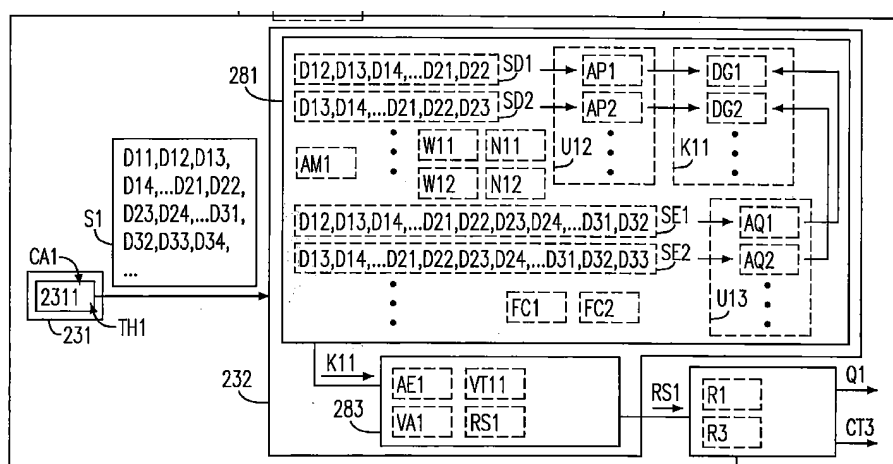 281
D12,D13,D14,...D21,D22
SD1
AP1
DG1
D13,D14,...D21,D22,D23
SD2
AP2
DG2
U12
K11
AM1
W11
N11
W12
N12
S1
D11,D12,D13,
D14,...D21,D22,
D23,D24,...D31,
D32,D33,D34,
...
D12,D13,D14,...D21,D22,D23,D24,...D31,D32
SE1
AQ1
D13,D14,...D21,D22,D23,D24,...D31,D32,D33
SE2
AQ2
U13
CA1
2311
TH1
231
FC1
FC2
232
K11
283
AE1
VT11
VA1
RS1
RS1
R1
R3
Q1
CT3